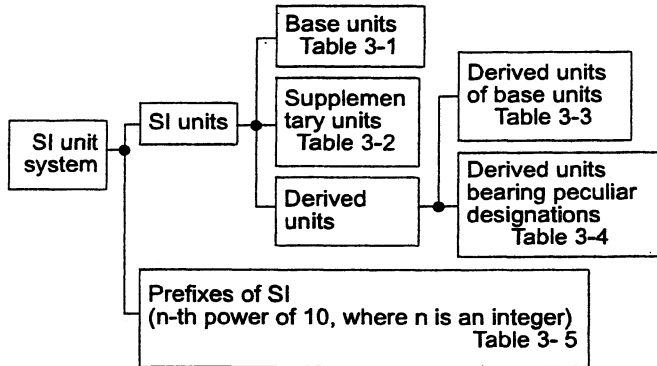 SI unit
system
SI units
Base units
Table 3-1
Supplemen
tary units
Table 3-2
Derived
units
Derived units
of base units
Table 3-3
Derived units
bearing peculiar
designations
Table 3-4
Prefixes of SI
(n-th power of 10, where n is an integer)
Table 3- 5